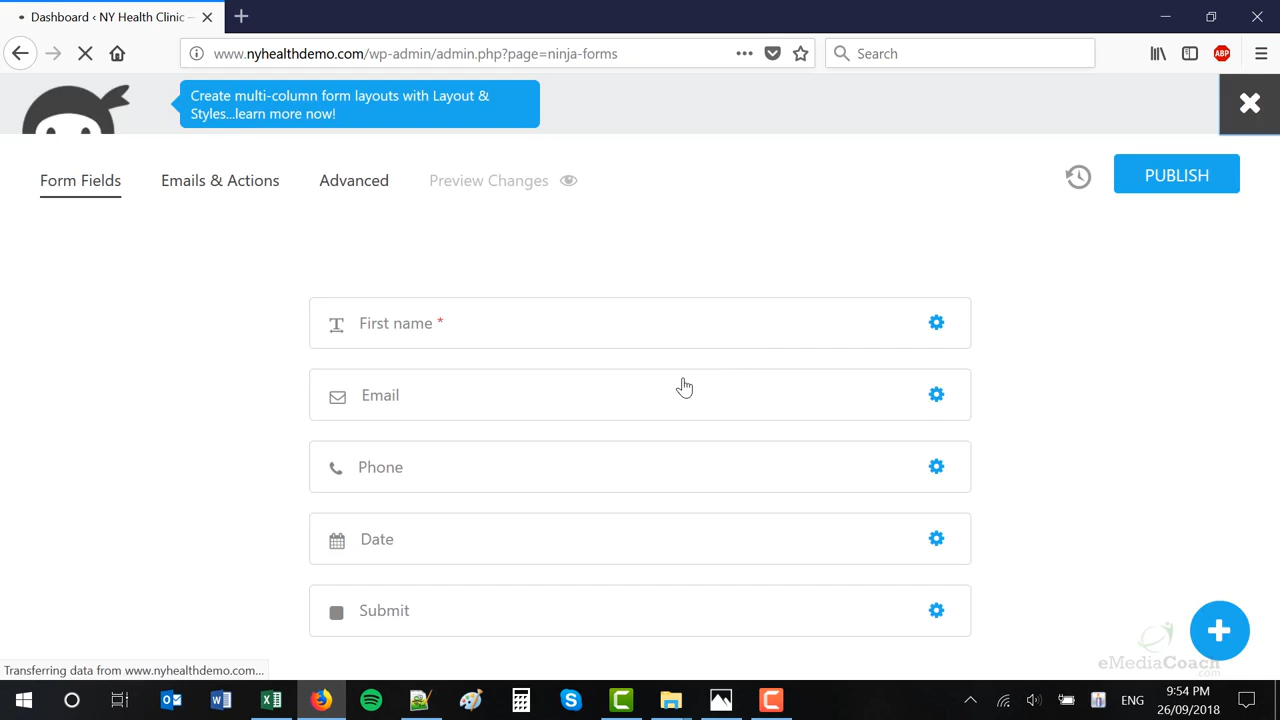 Dashboard ‹ NY Health Clinic –
www.nyhealthdemo.com/wp-admin/admin.php?page=ninja-forms
Search
ABP
Create multi-column form layouts with Layout &
Styles...learn more now!
Form Fields
Emails & Actions
Advanced
Preview Changes
PUBLISH
First name *
Email
Phone
Date
Submit
eMediaCoach
.com
Transferring data from www.nyhealthdemo.com...
ENG
9:54 PM
26/09/2018